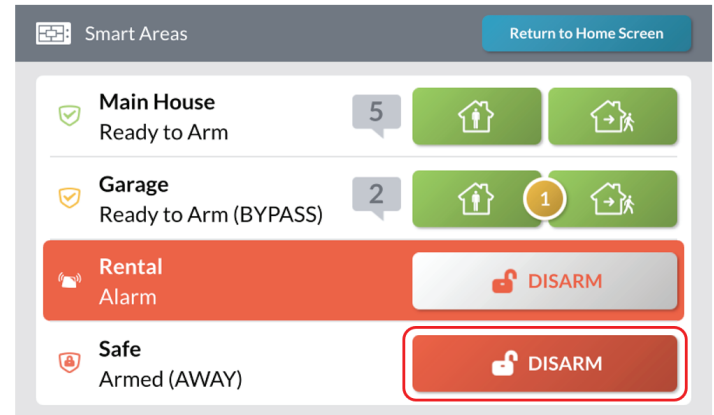 Smart Areas
Return to Home Screen
Main House
Ready to Arm
5
Garage
Ready to Arm (BYPASS)
2
1
Rental
Alarm
DISARM
Safe
Armed (AWAY)
DISARM